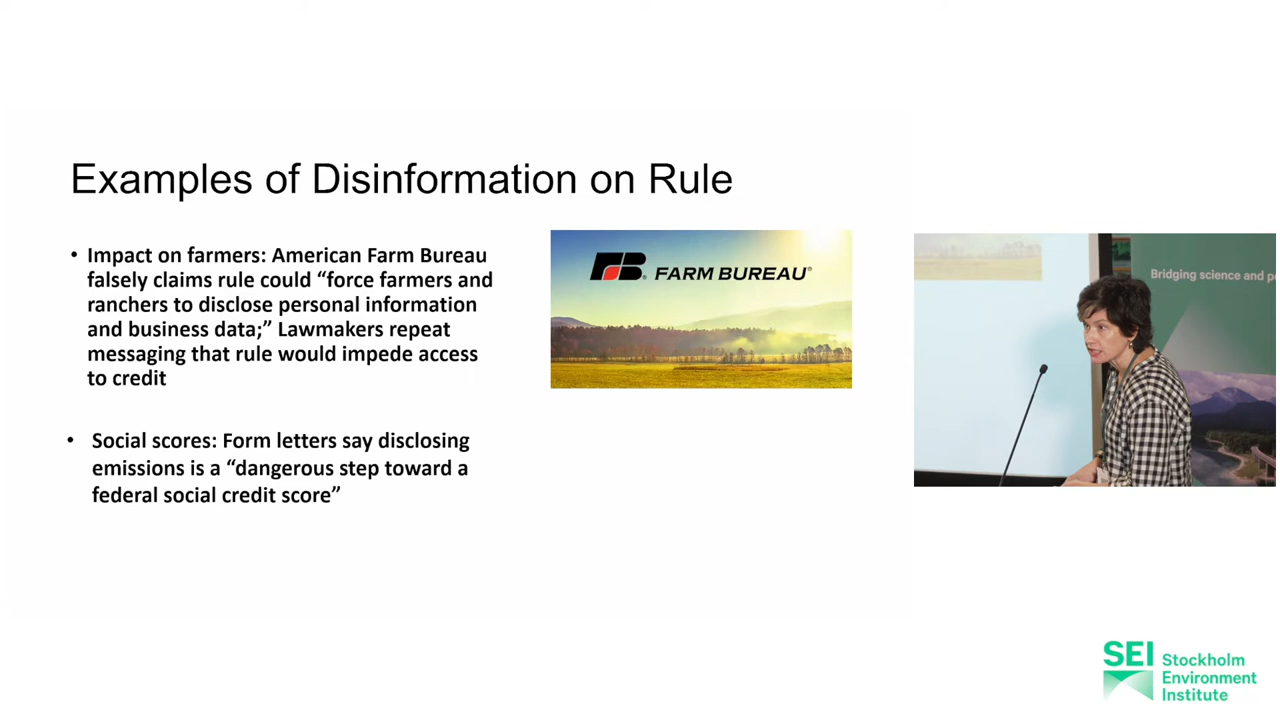 Examples of Disinformation on Rule
• Impact on farmers: American Farm Bureau
falsely claims rule could “force farmers and
ranchers to disclose personal information
and business data;” Lawmakers repeat
messaging that rule would impede access
to credit
• Social scores: Form letters say disclosing
emissions is a “dangerous step toward a
federal social credit score”
FARM BUREAU®
Bridging science and
SEI Stockholm
Environment
Institute